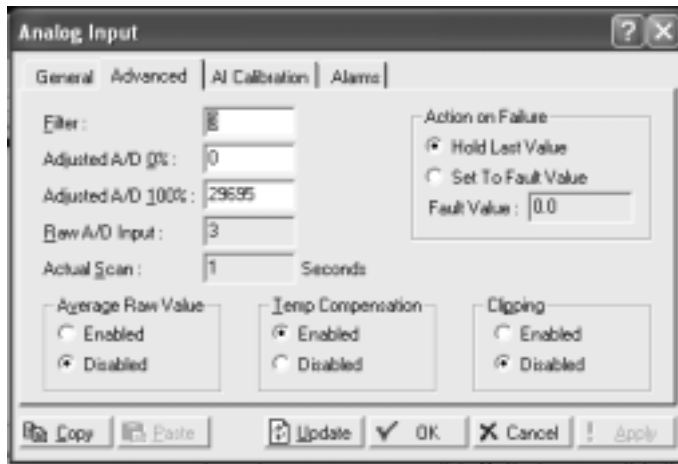 Analog Input
General Advanced AI Calibration Alarms
Filter :
Adjusted A/D 0% : 0
Adjusted A/D 100% : 29695
Raw A/D Input : 3
Actual Scan : 1 Seconds
Action on Failure
Hold Last Value
Set To Fault Value
Fault Value : 0.0
Average Raw Value
Enabled
Disabled
Temp Compensation
Enabled
Disabled
Clipping
Enabled
Disabled
Copy Paste Update OK Cancel Apply